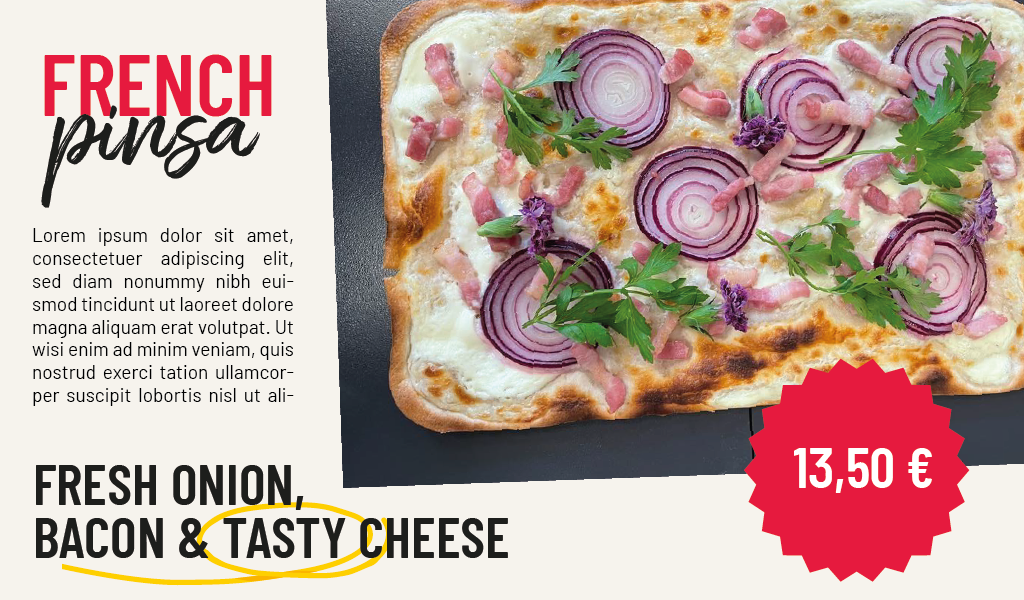 FRENCH
pinsa
Lorem ipsum dolor sit amet,
consectetuer adipiscing elit,
sed diam nonummy nibh eui-
smod tincidunt ut laoreet dolore
magna aliquam erat volutpat. Ut
wisi enim ad minim veniam, quis
nostrud exerci tation ullamcor-
per suscipit lobortis nisl ut ali-
FRESH ONION,
BACON & TASTY CHEESE
13,50 €